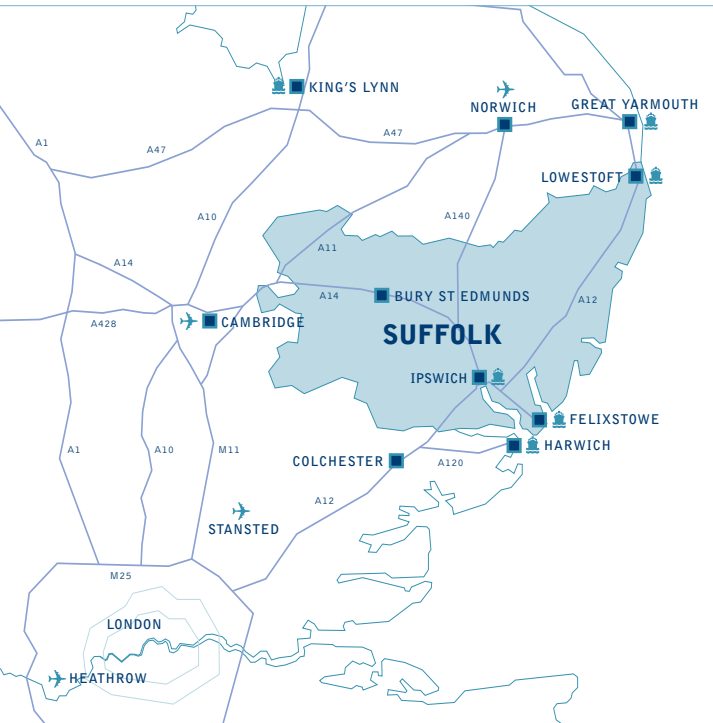 KING'S LYNN
NORWICH
GREAT YARMOUTH
A47
A1
A47
LOWESTOFT
A10
A140
A11
A14
A14
BURY ST EDMUNDS
A12
A428
CAMBRIDGE
SUFFOLK
IPSWICH
FELIXSTOWE
HARWICH
A1
A10
M11
COLCHESTER
A120
A12
STANSTED
M25
LONDON
HEATHROW